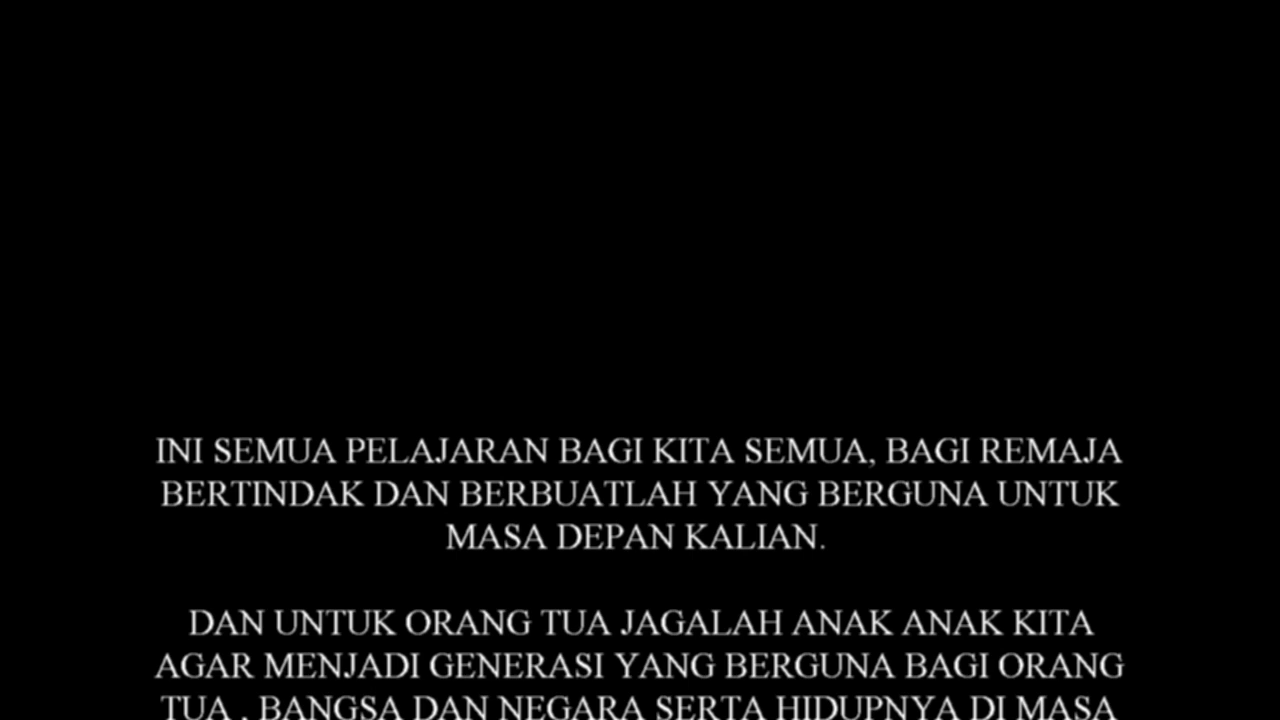 INI SEMUA PELAJARAN BAGI KITA SEMUA, BAGI REMAJA
BERTINDAK DAN BERBUATLAH YANG BERGUNA UNTUK
MASA DEPAN KALIAN.
DAN UNTUK ORANG TUA JAGALAH ANAK ANAK KITA
AGAR MENJADI GENERASI YANG BERGUNA BAGI ORANG
TUA , BANGSA DAN NEGARA SERTA HIDUPNYA DI MASA